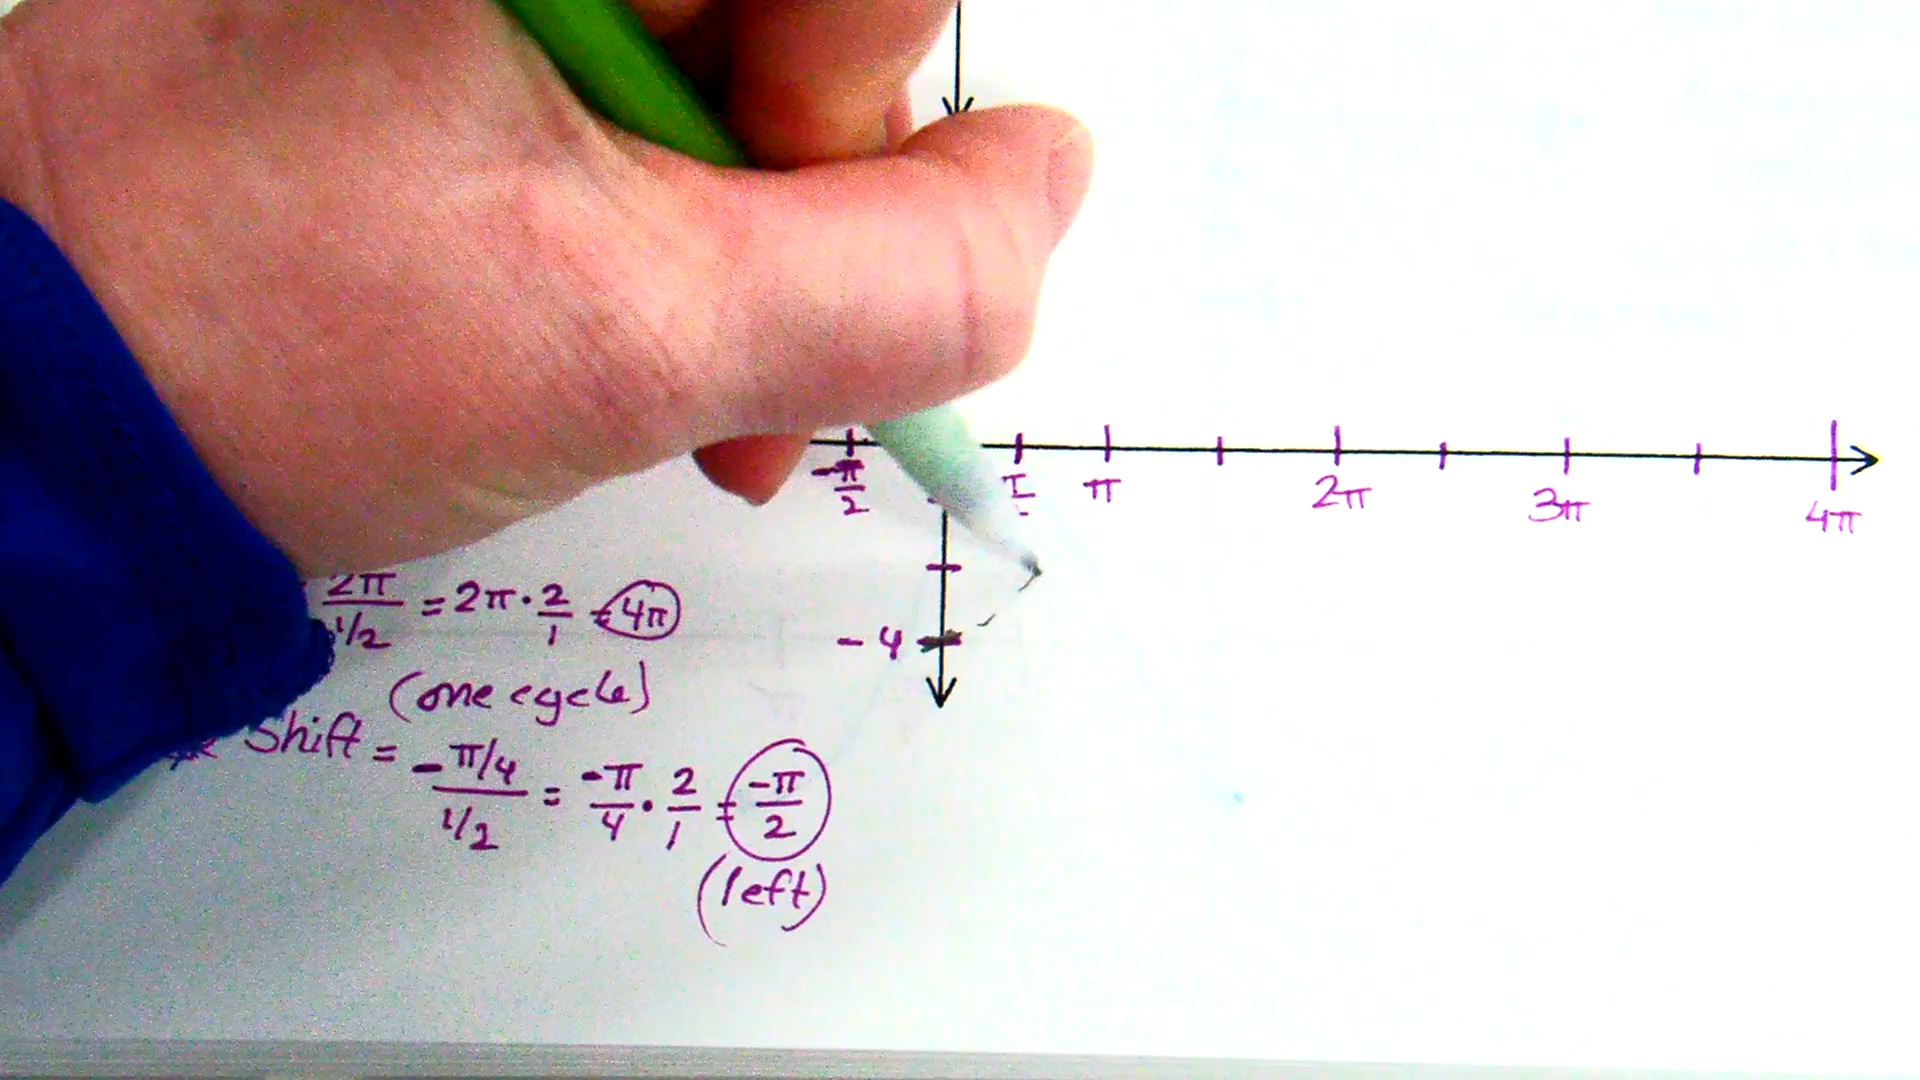 -π/2 π 2π 3π 4π
-4
2π/1/2 = 2π · 2/1 = 4π
(one cycle)
Shift = -π/4/1/2 = -π/4 · 2/1 = -π/2
(left)